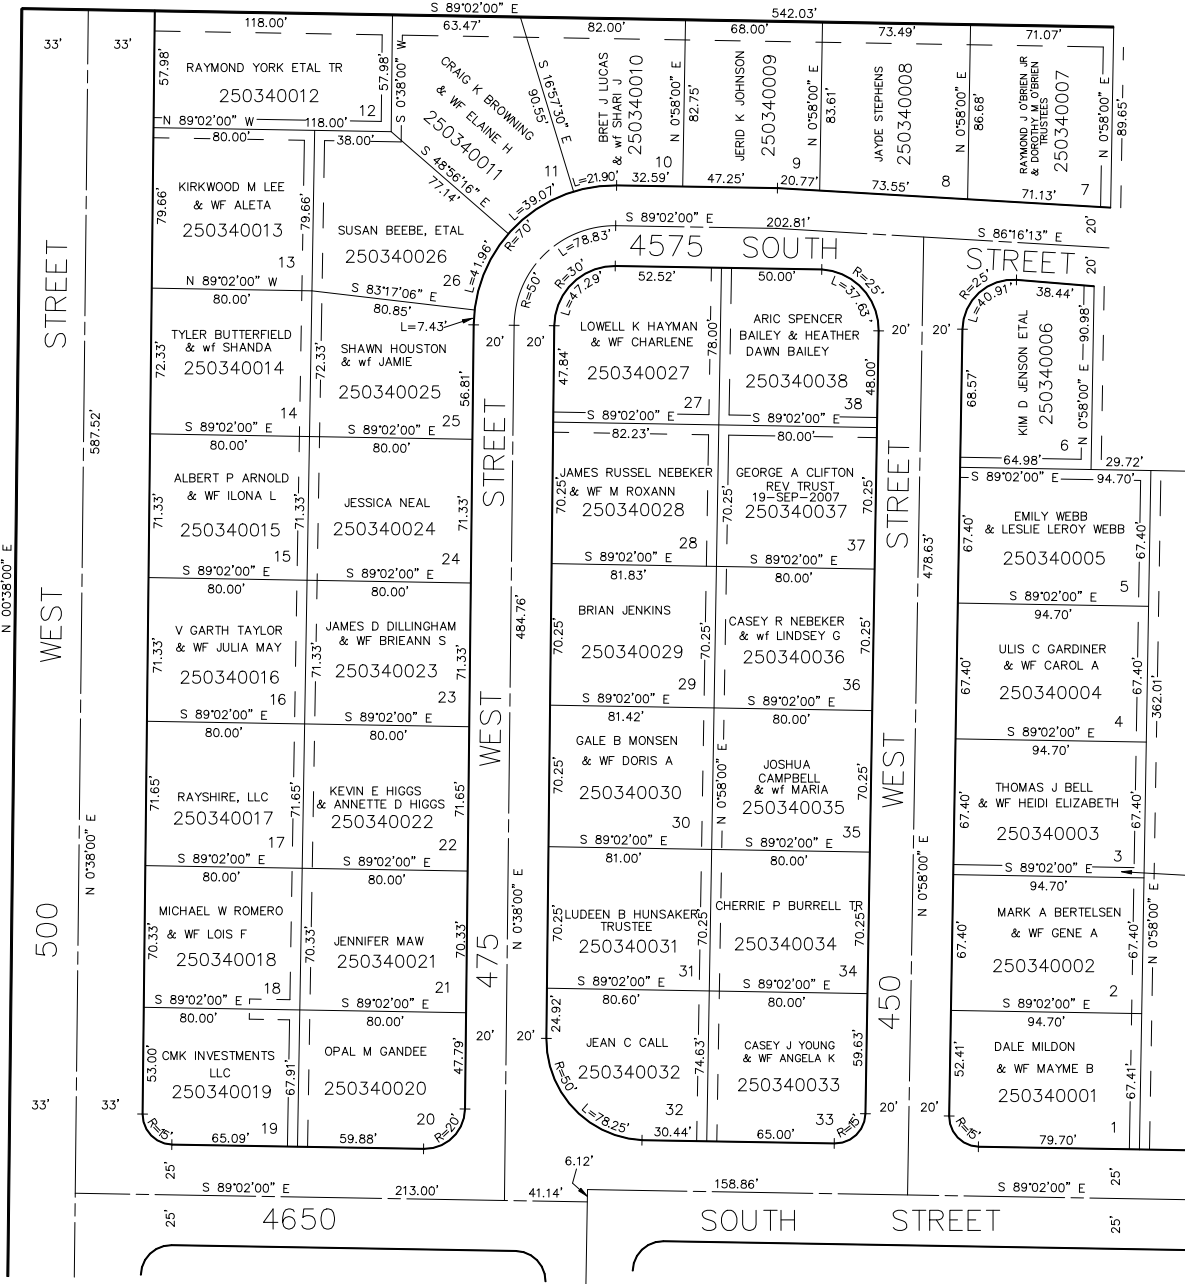 S 89°02'00" E
542.03'
118.00'
63.47'
82.00'
68.00'
73.49'
71.07'
33'
33'
57.98'
RAYMOND YORK ETAL TR
250340012
12
57.98'
S 0°38'00" W
N 89°02'00" W
118.00'
CRAIG K BROWNING
& WF ELAINE H
250340011
11
S 16°57'30" E
90.55'
BRET J LUCAS
& wf SHARI J
250340010
10
N 0°58'00" E
82.75'
JERID K JOHNSON
250340009
9
N 0°58'00" E
83.61'
JAYDE STEPHENS
250340008
8
N 0°58'00" E
86.68'
RAYMOND J O'BRIEN JR
& DOROTHY M O'BRIEN
TRUSTEES
250340007
7
N 0°58'00" E
89.65'
80.00'
38.00'
S 48°56'16" E
77.14'
L=39.07'
R=70'
L=21.90'
32.59'
47.25'
20.77'
73.55'
71.13'
79.66'
KIRKWOOD M LEE
& WF ALETA
250340013
13
79.66'
SUSAN BEEBE, ETAL
250340026
26
L=41.96'
S 89°02'00" E
202.81'
S 86°16'13" E
20'
20'
4575 SOUTH
STREET
L=78.83'
R=50'
R=30'
L=47.29'
52.52'
50.00'
R=25'
L=37.63'
R=25'
L=40.91'
38.44'
N 89°02'00" W
80.00'
S 83°17'06" E
80.85'
L=7.43'
STREET
72.33'
TYLER BUTTERFIELD
& wf SHANDA
250340014
14
72.33'
SHAWN HOUSTON
& wf JAMIE
250340025
25
56.81'
20'
20'
47.84'
LOWELL K HAYMAN
& WF CHARLENE
250340027
27
78.00'
ARIC SPENCER
BAILEY & HEATHER
DAWN BAILEY
250340038
38
48.00'
20'
20'
68.57'
KIM D JENSON ETAL
250340006
6
N 0°58'00" E
90.98'
64.98'
29.72'
587.52'
S 89°02'00" E
80.00'
S 89°02'00" E
80.00'
STREET
S 89°02'00" E
82.23'
S 89°02'00" E
80.00'
STREET
S 89°02'00" E
94.70'
N 00°38'00" E
71.33'
ALBERT P ARNOLD
& WF ILONA L
250340015
15
71.33'
JESSICA NEAL
250340024
24
71.33'
70.25'
JAMES RUSSEL NEBEKER
& WF M ROXANN
250340028
28
70.25'
GEORGE A CLIFTON
REV TRUST
19-SEP-2007
250340037
37
70.25'
478.63'
67.40'
EMILY WEBB
& LESLIE LEROY WEBB
250340005
5
67.40'
S 89°02'00" E
80.00'
S 89°02'00" E
80.00'
S 89°02'00" E
81.83'
S 89°02'00" E
80.00'
S 89°02'00" E
94.70'
WEST
71.33'
V GARTH TAYLOR
& WF JULIA MAY
250340016
16
71.33'
JAMES D DILLINGHAM
& WF BRIEANN S
250340023
23
71.33'
484.76'
70.25'
BRIAN JENKINS
250340029
29
70.25'
CASEY R NEBEKER
& wf LINDSEY G
250340036
36
70.25'
67.40'
ULIS C GARDINER
& WF CAROL A
250340004
4
67.40'
362.01'
S 89°02'00" E
80.00'
S 89°02'00" E
80.00'
WEST
S 89°02'00" E
81.42'
S 89°02'00" E
80.00'
WEST
S 89°02'00" E
94.70'
71.65'
RAYSHIRE, LLC
250340017
17
71.65'
KEVIN E HIGGS
& ANNETTE D HIGGS
250340022
22
71.65'
70.25'
GALE B MONSEN
& WF DORIS A
250340030
30
N 0°58'00" E
JOSHUA
CAMPBELL
& wf MARIA
250340035
35
70.25'
67.40'
THOMAS J BELL
& WF HEIDI ELIZABETH
250340003
3
67.40'
N 0°38'00" E
S 89°02'00" E
80.00'
S 89°02'00" E
80.00'
N 0°38'00" E
S 89°02'00" E
81.00'
S 89°02'00" E
80.00'
N 0°58'00" E
S 89°02'00" E
94.70'
500
70.33'
MICHAEL W ROMERO
& WF LOIS F
250340018
18
70.33'
JENNIFER MAW
250340021
21
70.33'
475
70.25'
LUDEEN B HUNSAKER
TRUSTEE
250340031
31
70.25'
CHERRIE P BURRELL TR
250340034
34
70.25'
450
67.40'
MARK A BERTELSEN
& WF GENE A
250340002
2
67.40'
N 0°58'00" E
S 89°02'00" E
80.00'
S 89°02'00" E
80.00'
S 89°02'00" E
80.60'
S 89°02'00" E
80.00'
S 89°02'00" E
94.70'
53.00'
CMK INVESTMENTS
LLC
250340019
19
67.91'
OPAL M GANDEE
250340020
20
47.79'
20'
20'
24.92'
JEAN C CALL
250340032
32
74.63'
CASEY J YOUNG
& WF ANGELA K
250340033
33
59.63'
20'
20'
52.41'
DALE MILDON
& WF MAYME B
250340001
1
67.41'
33'
33'
R=15'
65.09'
59.88'
R=20'
R=50'
L=78.25'
30.44'
65.00'
R=15'
R=15'
79.70'
25'
6.12'
25'
S 89°02'00" E
213.00'
41.14'
158.86'
S 89°02'00" E
25'
4650
SOUTH
STREET
25'